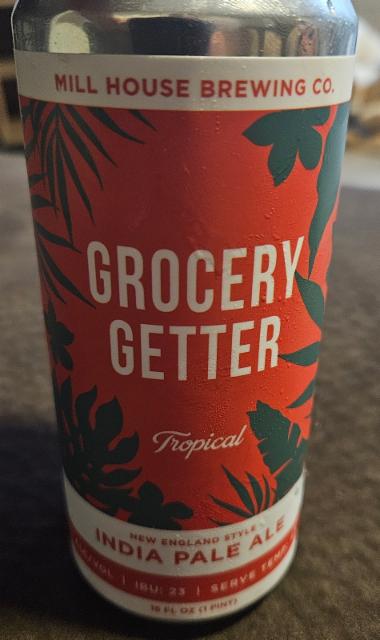 MILL HOUSE BREWING CO.
GROCERY
GETTER
Tropical
NEW ENGLAND STYLE
INDIA PALE ALE
/VOL | IBU: 23 | SERVE TEMP
16 FL OZ (1 PINT)